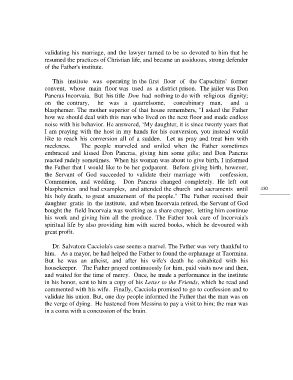 validating his marriage, and the lawyer turned to be so devoted to him that he
resumed the practices of Christian life, and became an assiduous, strong defender
of the Father's institute.
This institute was operating in the first floor of the Capuchins' former
convent, whose main floor was used as a district prison. The jailer was Don
Pancras Incorvaia. But his title Don had nothing to do with religious dignity;
on the contrary, he was a quarrelsome, concubinary man, and a
blasphemer. The mother superior of that house remembers, "I asked the Father
how we should deal with this man who lived on the next floor and made endless
noise with his behavior. He answered, 'My daughter, it is since twenty years that
I am praying with the host in my hands for his conversion, you instead would
like to reach his conversion all of a sudden. Let us pray and treat him with
meekness. The people marveled and smiled when the Father sometimes
embraced and kissed Don Pancras, giving him some gifts; and Don Pancras
reacted rudely sometimes. When his woman was about to give birth, I informed
the Father that I would like to be her godparent. Before giving birth, however,
the Servant of God succeeded to validate their marriage with confession,
Communion, and wedding. Don Pancras changed completely. He left out
blasphemies and bad examples, and attended the church and sacraments until
his holy death, to great amazement of the people." The Father received their
daughter gratis in the institute, and when Incorvaia retired, the Servant of God
bought the field Incorvaia was working as a share-cropper, letting him continue
his work and giving him all the produce. The Father took care of Incorvaia's
spiritual life by also providing him with sacred books, which he devoured with
great profit.
Dr. Salvatore Cacciola's case seems a marvel. The Father was very thankful to
him. As a mayor, he had helped the Father to found the orphanage at Taormina.
But he was an atheist, and after his wife's death he cohabited with his
housekeeper. The Father prayed continuously for him, paid visits now and then,
and waited for the time of mercy. Once, he made a performance in the institute
in his honor, sent to him a copy of his Letter to the Friends, which he read and
commented with his wife. Finally, Cacciola promised to go to confession and to
validate his union. But, one day people informed the Father that the man was on
the verge of dying. He hastened from Messina to pay a visit to him; the man was
in a coma with a concussion of the brain.